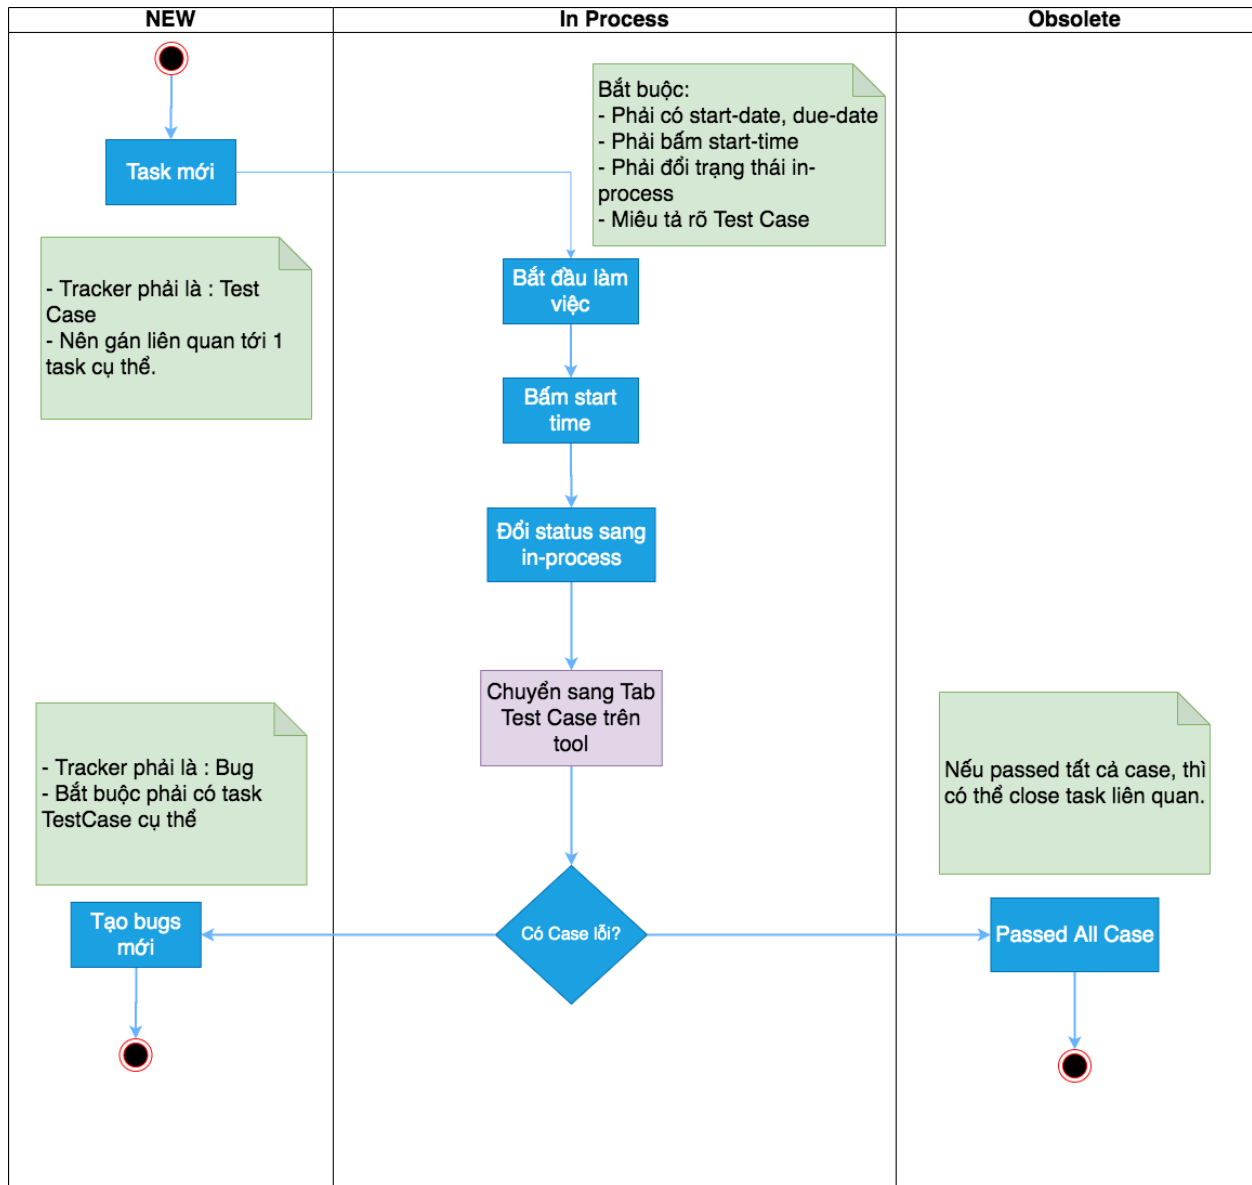 NEW
In Process
Obsolete
Bắt buộc:
- Phải có start-date, due-date
- Phải bấm start-time
- Phải đổi trạng thái in-
process
- Miêu tả rõ Test Case
Task mới
- Tracker phải là : Test
Case
- Nên gán liên quan tới 1
task cụ thể.
Bắt đầu làm
việc
Bấm start
time
Đổi status sang
in-process
Chuyển sang Tab
Test Case trên
tool
- Tracker phải là : Bug
- Bắt buộc phải có task
TestCase cụ thể
Nếu passed tất cả case, thì
có thể close task liên quan.
Tạo bugs
mới
Có Case lỗi?
Passed All Case